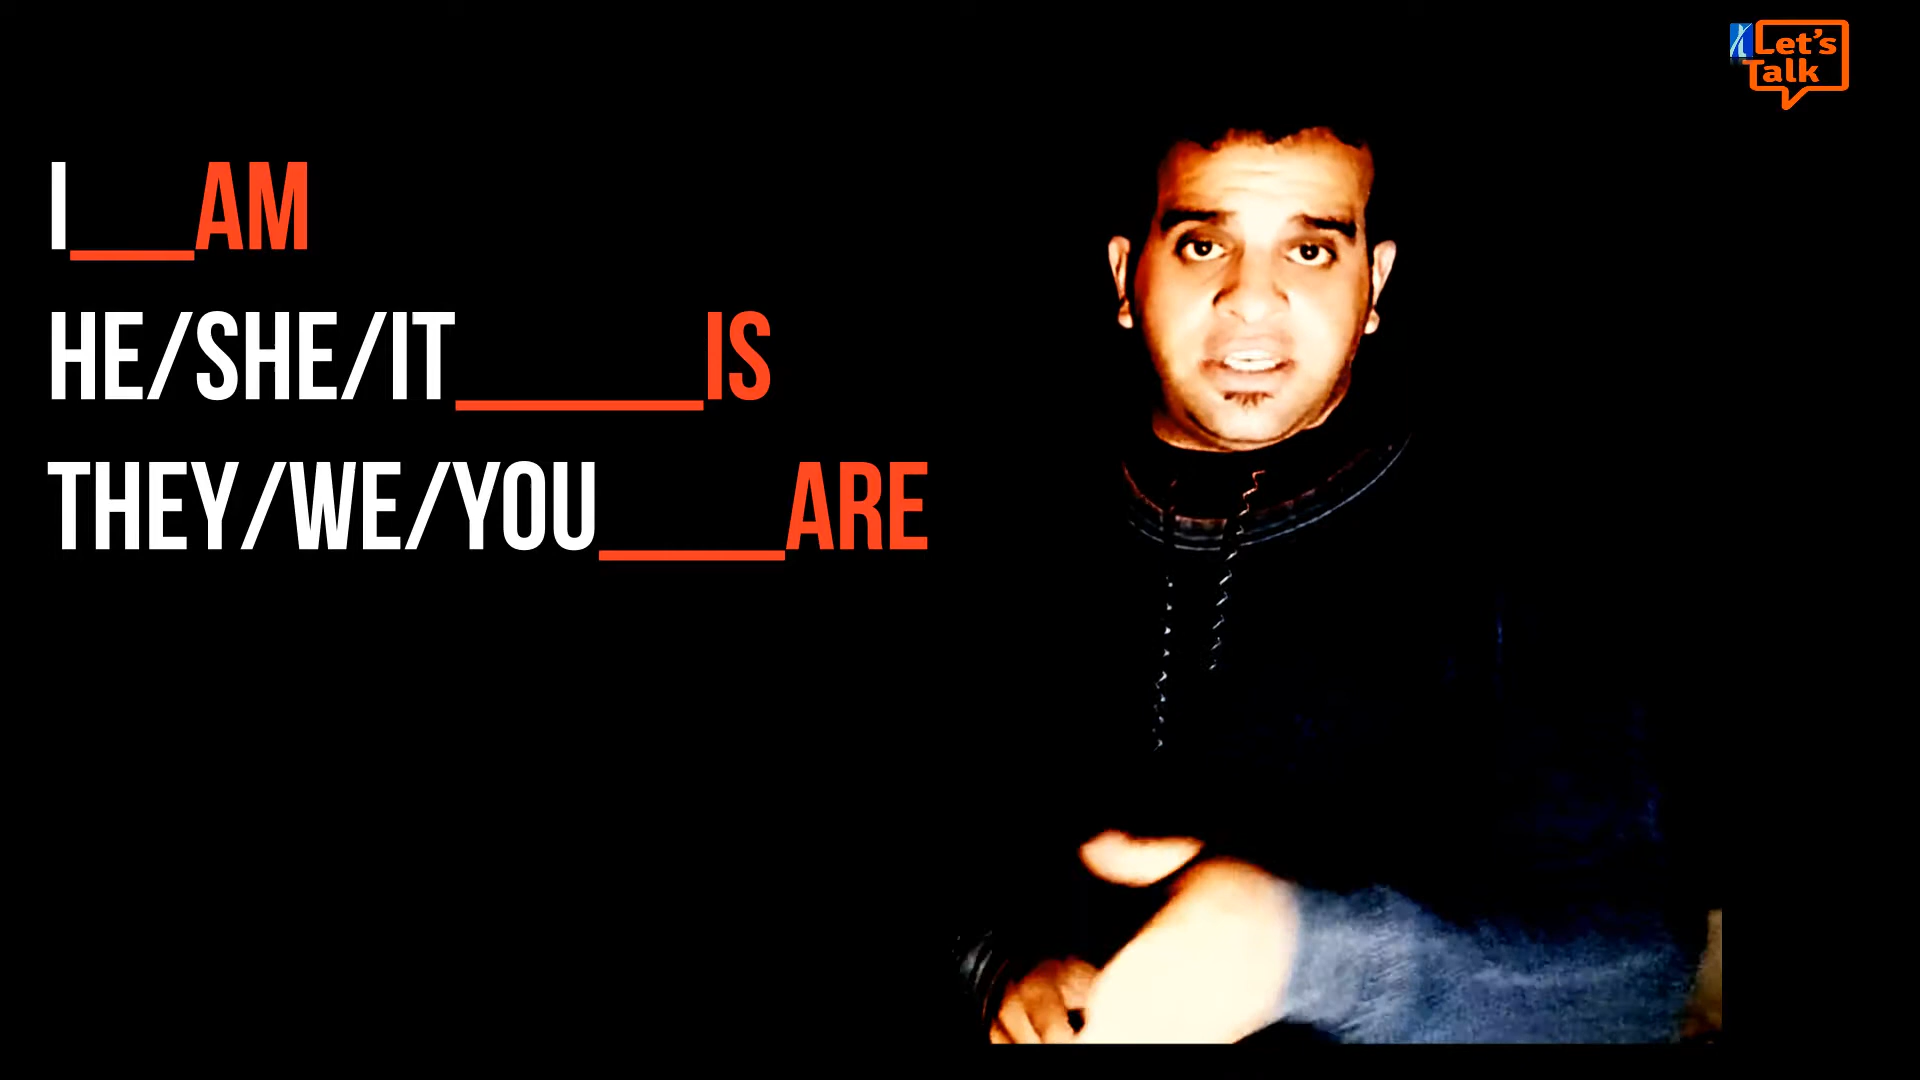 Let's
Talk
I___AM
HE/SHE/IT______IS
THEY/WE/YOU____ARE